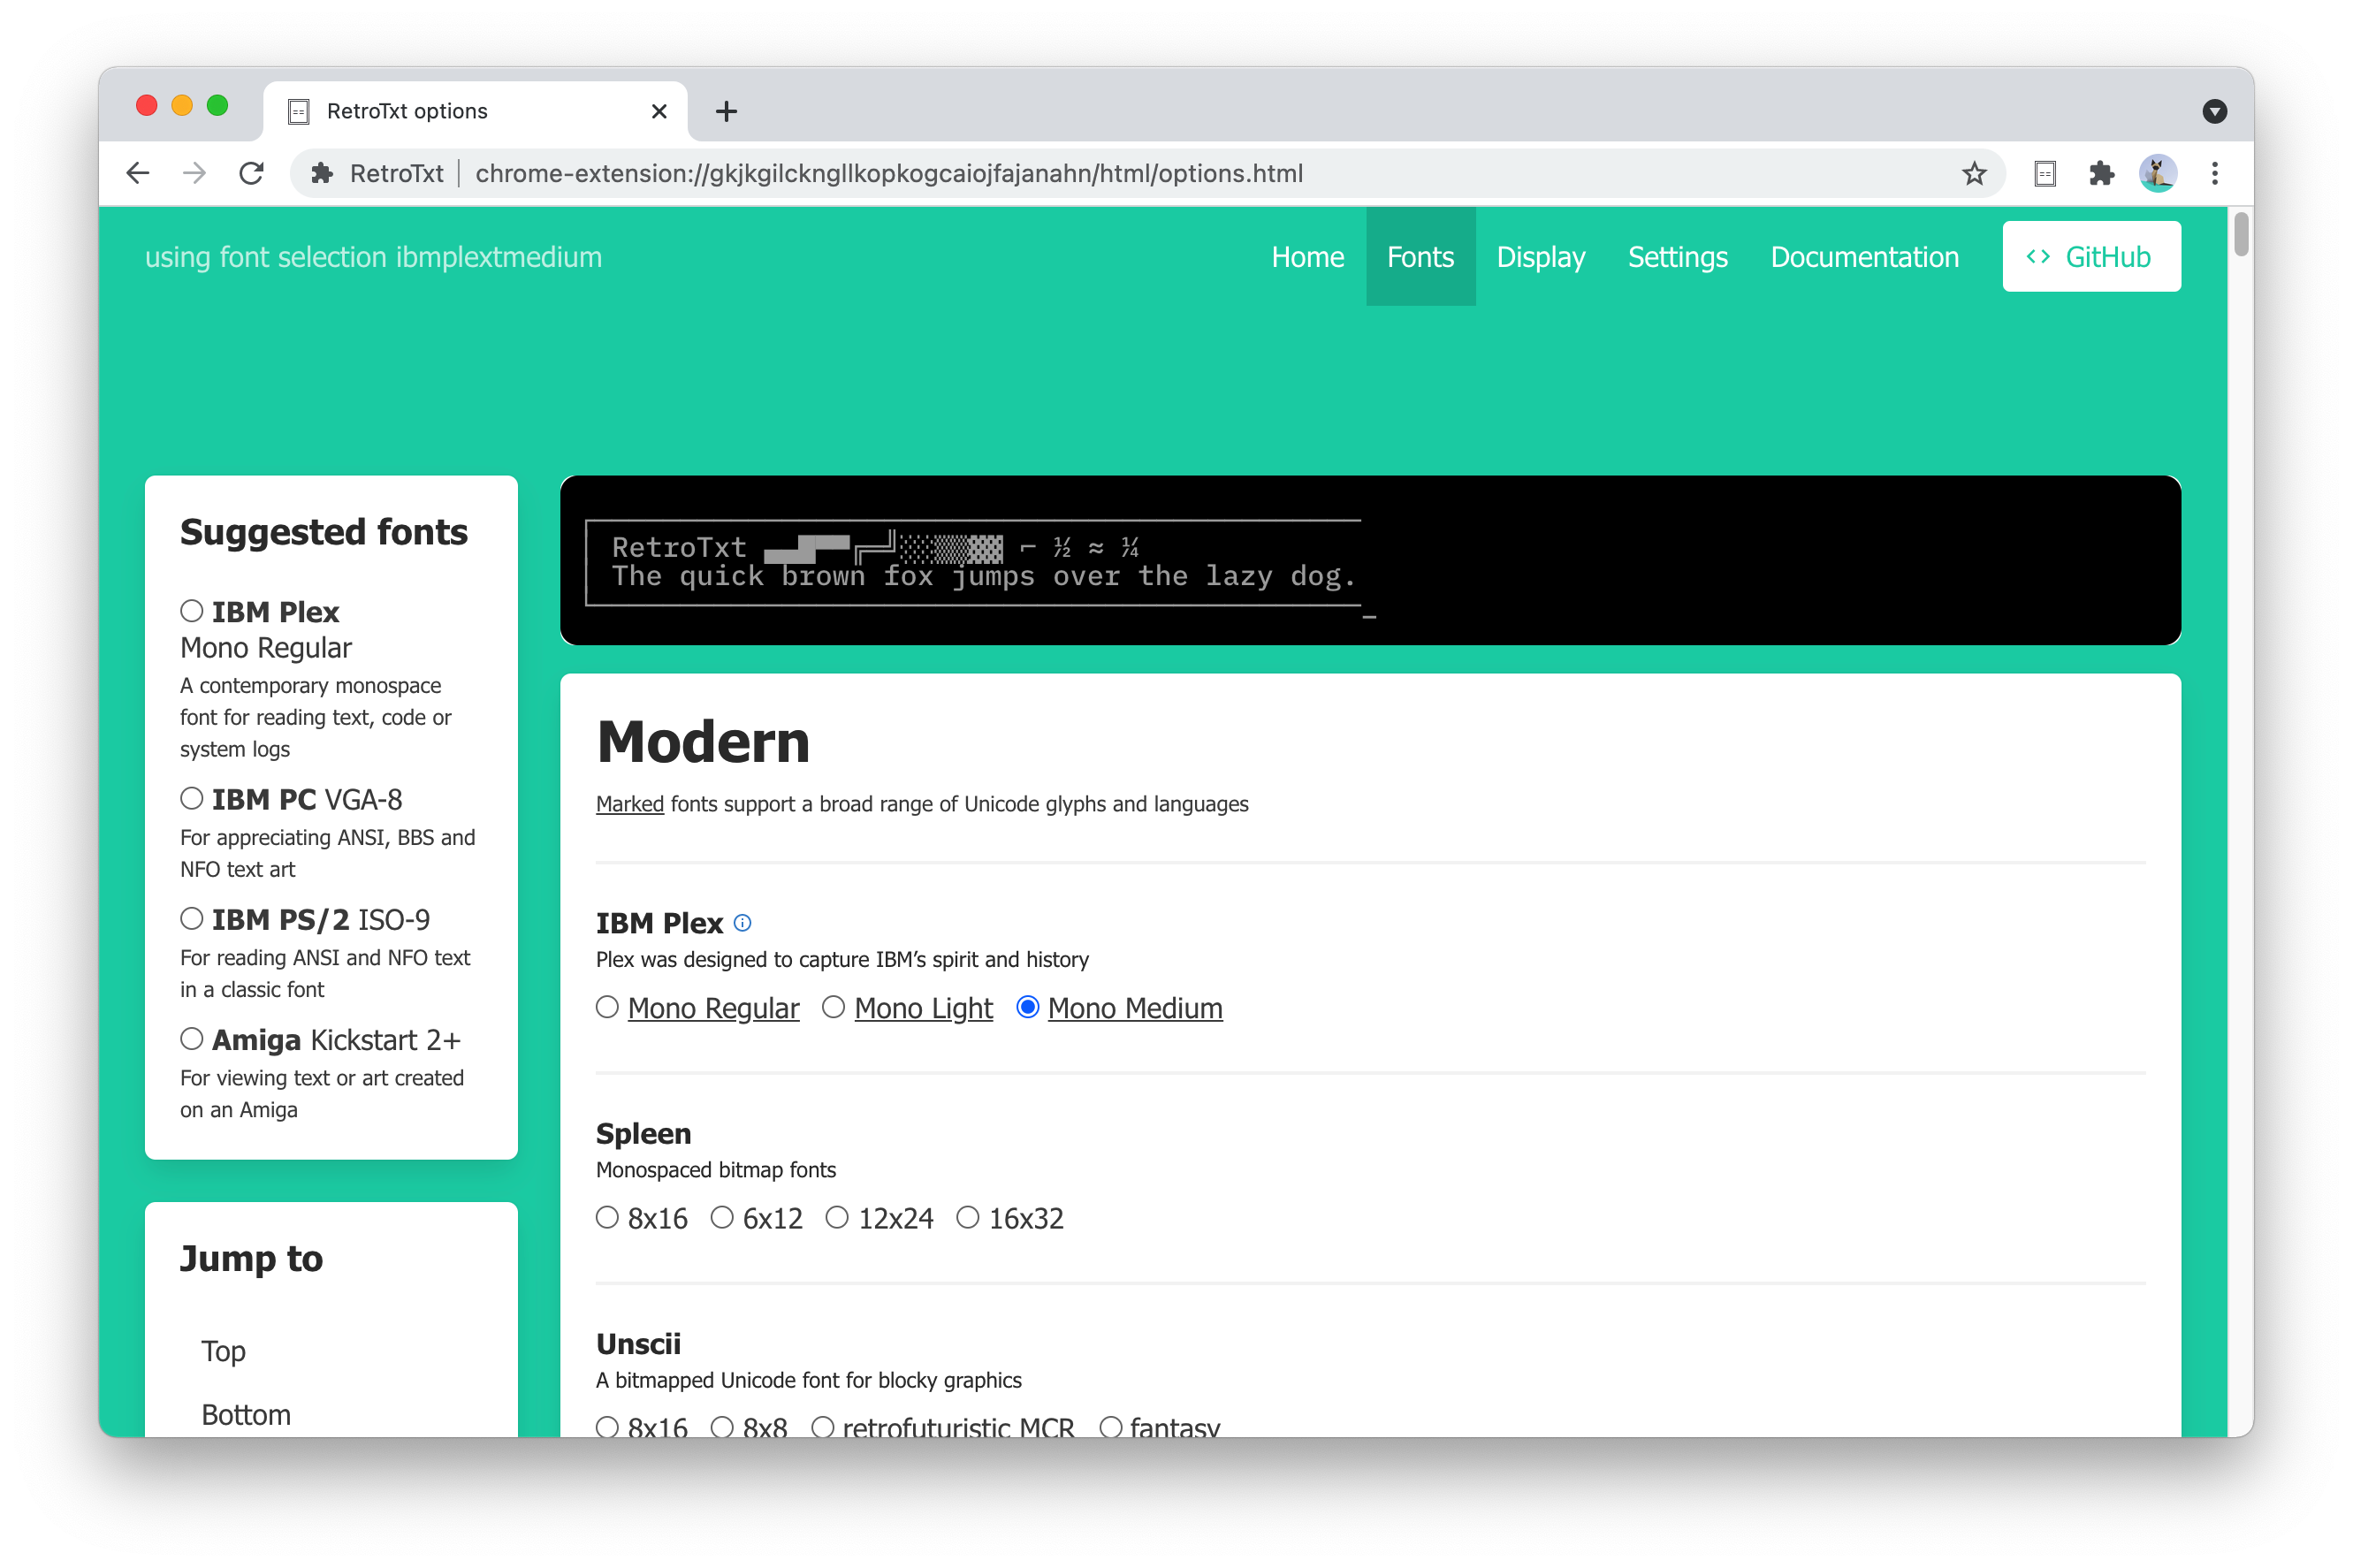 RetroTxt options
RetroTxt chrome-extension://gkjkgilckngllkopkogcaiojfajanahn/html/options.html
using font selection ibmplextmedium
Home Fonts Display Settings Documentation <> GitHub
Suggested fonts
IBM Plex
Mono Regular
A contemporary monospace
font for reading text, code or
system logs
IBM PC VGA-8
For appreciating ANSI, BBS and
NFO text art
IBM PS/2 ISO-9
For reading ANSI and NFO text
in a classic font
Amiga Kickstart 2+
For viewing text or art created
on an Amiga
Jump to
Top
Bottom
RetroTxt ▄▄█▀▀╔═╝░░▒▒▓▓ ⌐ ½ ≈ ¼
The quick brown fox jumps over the lazy dog.
Modern
Marked fonts support a broad range of Unicode glyphs and languages
IBM Plex
Plex was designed to capture IBM’s spirit and history
Mono Regular Mono Light Mono Medium
Spleen
Monospaced bitmap fonts
8x16 6x12 12x24 16x32
Unscii
A bitmapped Unicode font for blocky graphics
8x16 8x8 retrofuturistic MCR fantasy